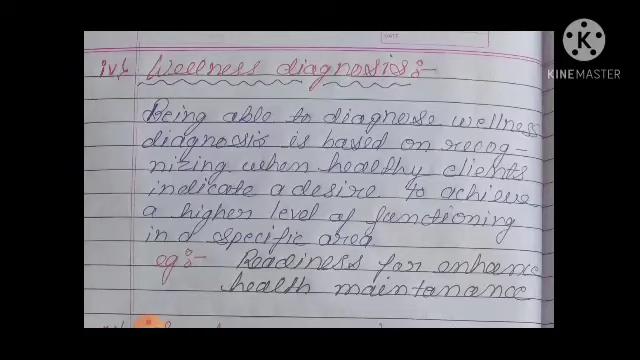 DATE
KINEMASTER
iv) Wellness diagnosis:-
Being able to diagnose wellness
diagnosis is based on recog-
nizing when healthy clients
indicate a desire to achieve
a higher level of functioning
in a specific area
eg:- Readiness for enhance
health maintanance